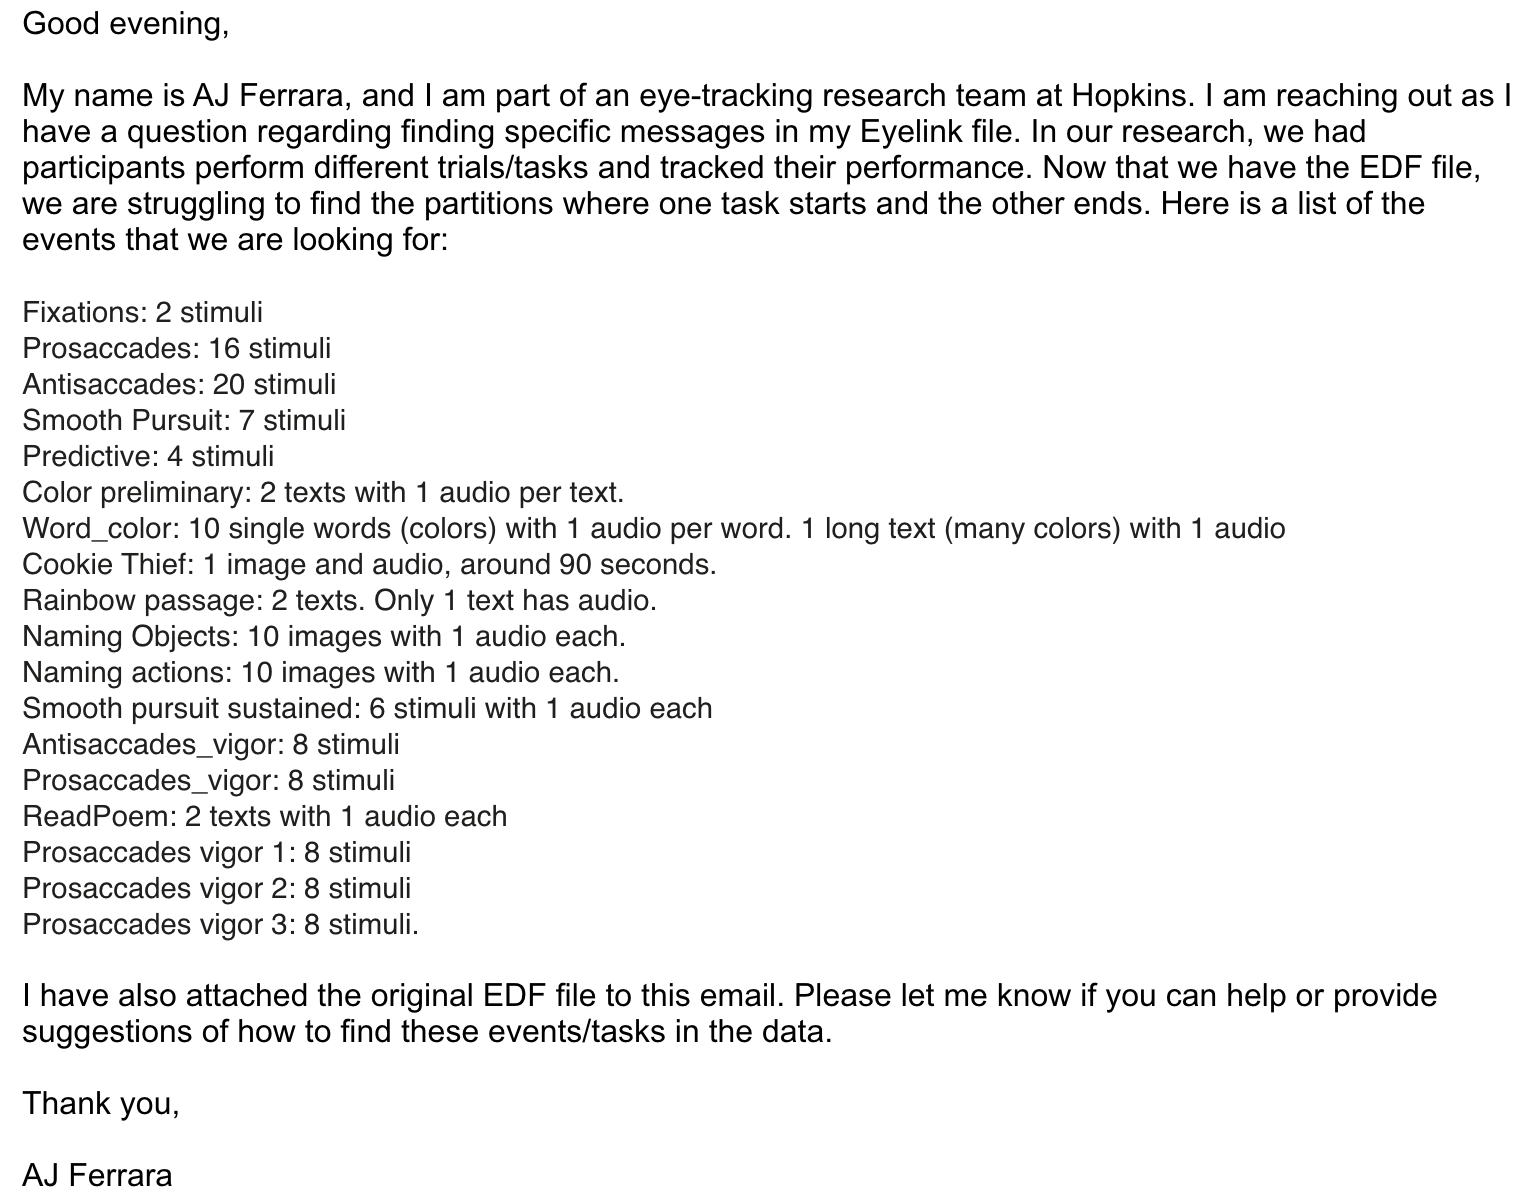 Good evening,
My name is AJ Ferrara, and I am part of an eye-tracking research team at Hopkins. I am reaching out as I
have a question regarding finding specific messages in my Eyelink file. In our research, we had
participants perform different trials/tasks and tracked their performance. Now that we have the EDF file,
we are struggling to find the partitions where one task starts and the other ends. Here is a list of the
events that we are looking for:
Fixations: 2 stimuli
Prosaccades: 16 stimuli
Antisaccades: 20 stimuli
Smooth Pursuit: 7 stimuli
Predictive: 4 stimuli
Color preliminary: 2 texts with 1 audio per text.
Word_color: 10 single words (colors) with 1 audio per word. 1 long text (many colors) with 1 audio
Cookie Thief: 1 image and audio, around 90 seconds.
Rainbow passage: 2 texts. Only 1 text has audio.
Naming Objects: 10 images with 1 audio each.
Naming actions: 10 images with 1 audio each.
Smooth pursuit sustained: 6 stimuli with 1 audio each
Antisaccades_vigor: 8 stimuli
Prosaccades_vigor: 8 stimuli
ReadPoem: 2 texts with 1 audio each
Prosaccades vigor 1: 8 stimuli
Prosaccades vigor 2: 8 stimuli
Prosaccades vigor 3: 8 stimuli.
I have also attached the original EDF file to this email. Please let me know if you can help or provide
suggestions of how to find these events/tasks in the data.
Thank you,
AJ Ferrara